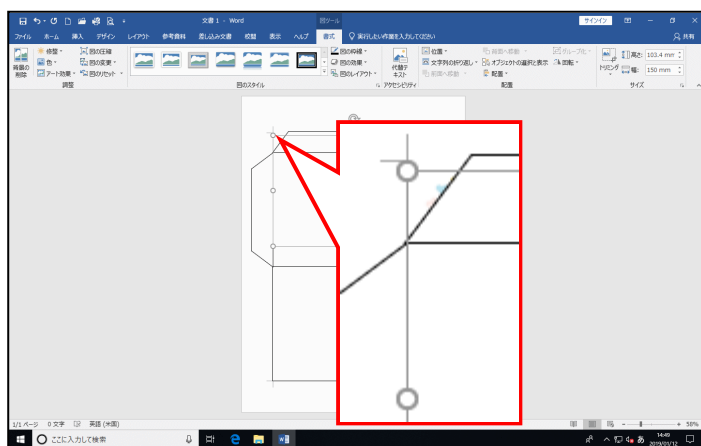 文書 1 - Word
図ツール
サインイン
ファイル ホーム 挿入 デザイン レイアウト 参考資料 差し込み文書 校閲 表示 ヘルプ 書式 実行したい作業を入力してください 共有
背景の
削除
修整
色
アート効果
図の圧縮
図の変更
図のリセット
調整
図のスタイル
図の枠線
図の効果
図のレイアウト
代替テ
キスト
アクセシビリティ
位置
文字列の折り返し
前面へ移動
背面へ移動
オブジェクトの選択と表示
配置
グループ化
回転
配置
トリミング
高さ: 103.4 mm
幅: 150 mm
サイズ
1/1 ページ 0 文字 英語 (米国) 58%
ここに入力して検索
あ
14:49
2019/01/12